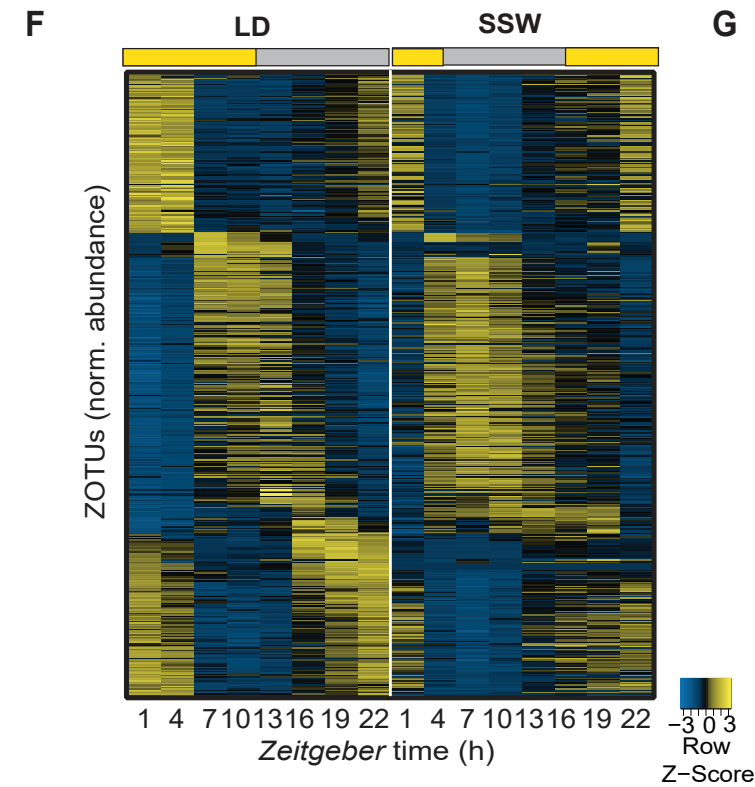 F LD SSW G
ZOTUs (norm. abundance)
1 4 7 10 13 16 19 22 1 4 7 10 13 16 19 22
Zeitgeber time (h)
−3 0 3
Row
Z−Score